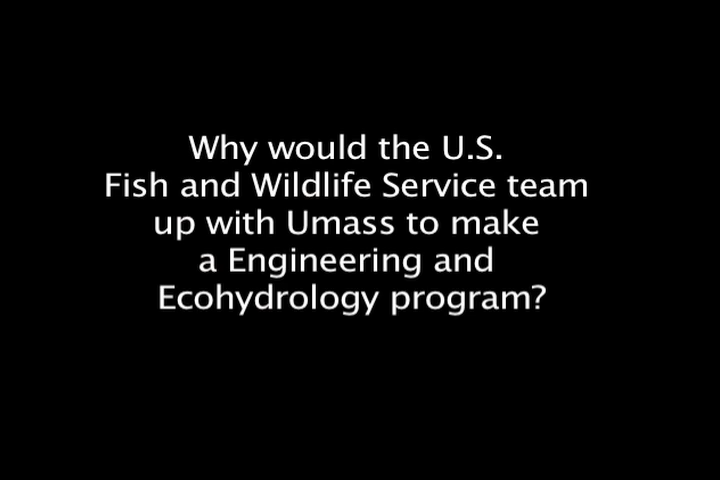 Why would the U.S.
Fish and Wildlife Service team
up with Umass to make
a Engineering and
Ecohydrology program?